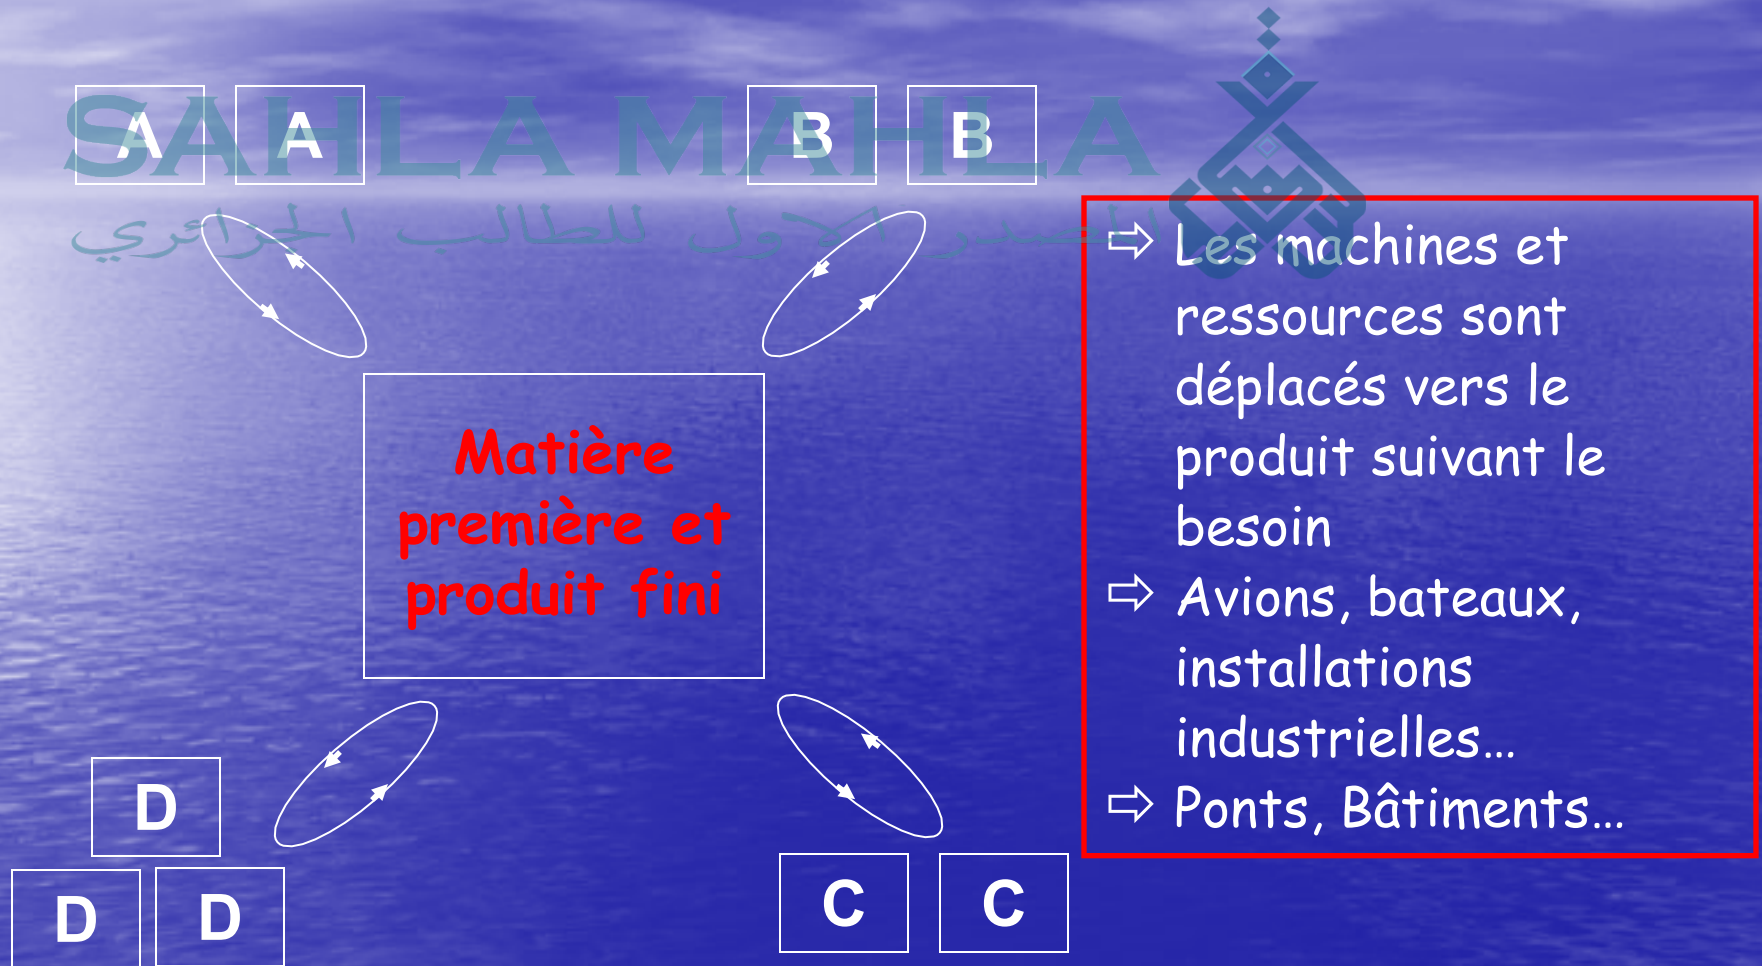 SAHLA MAHLA
المصدر الاول للطالب الجزائري
A A B B
Matière
première et
produit fini
D
D D
C C
⇨ Les machines et
ressources sont
déplacés vers le
produit suivant le
besoin
⇨ Avions, bateaux,
installations
industrielles...
⇨ Ponts, Bâtiments...